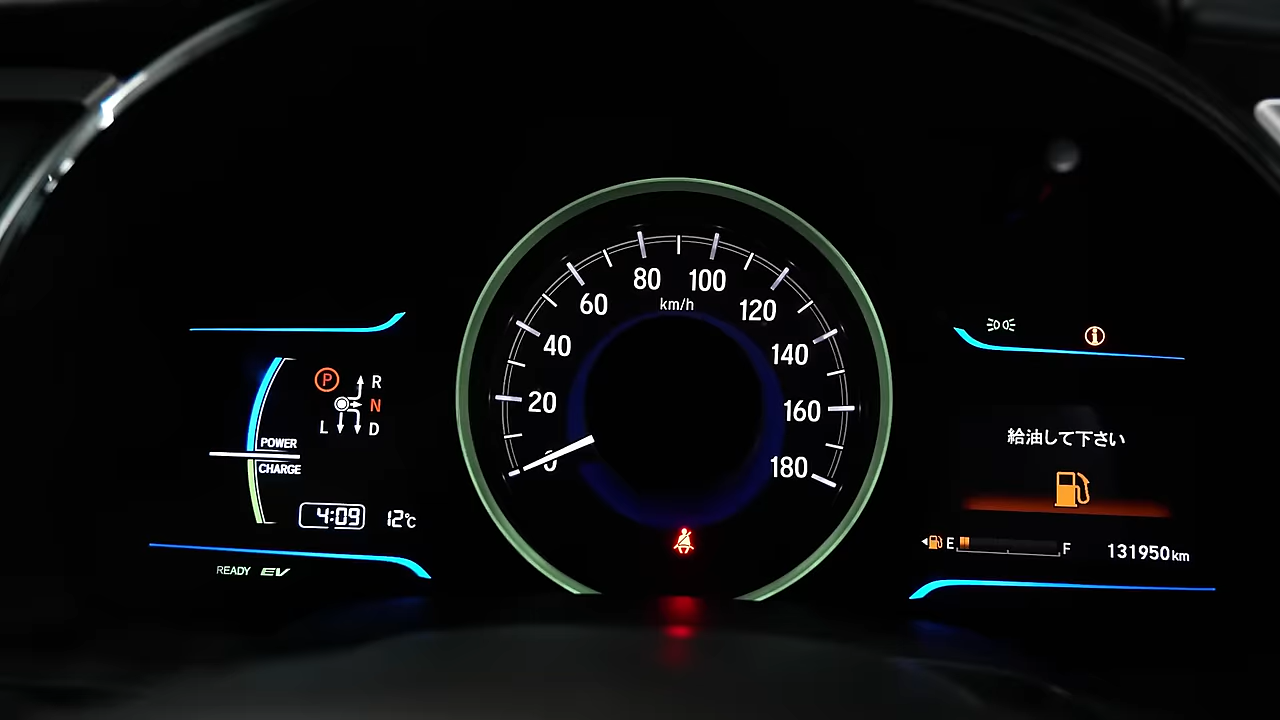 P R
N
L D
POWER
CHARGE
4:09 12℃
READY EV
0 20 40 60 80 100 120 140 160 180
km/h
給油して下さい
E F
131950km